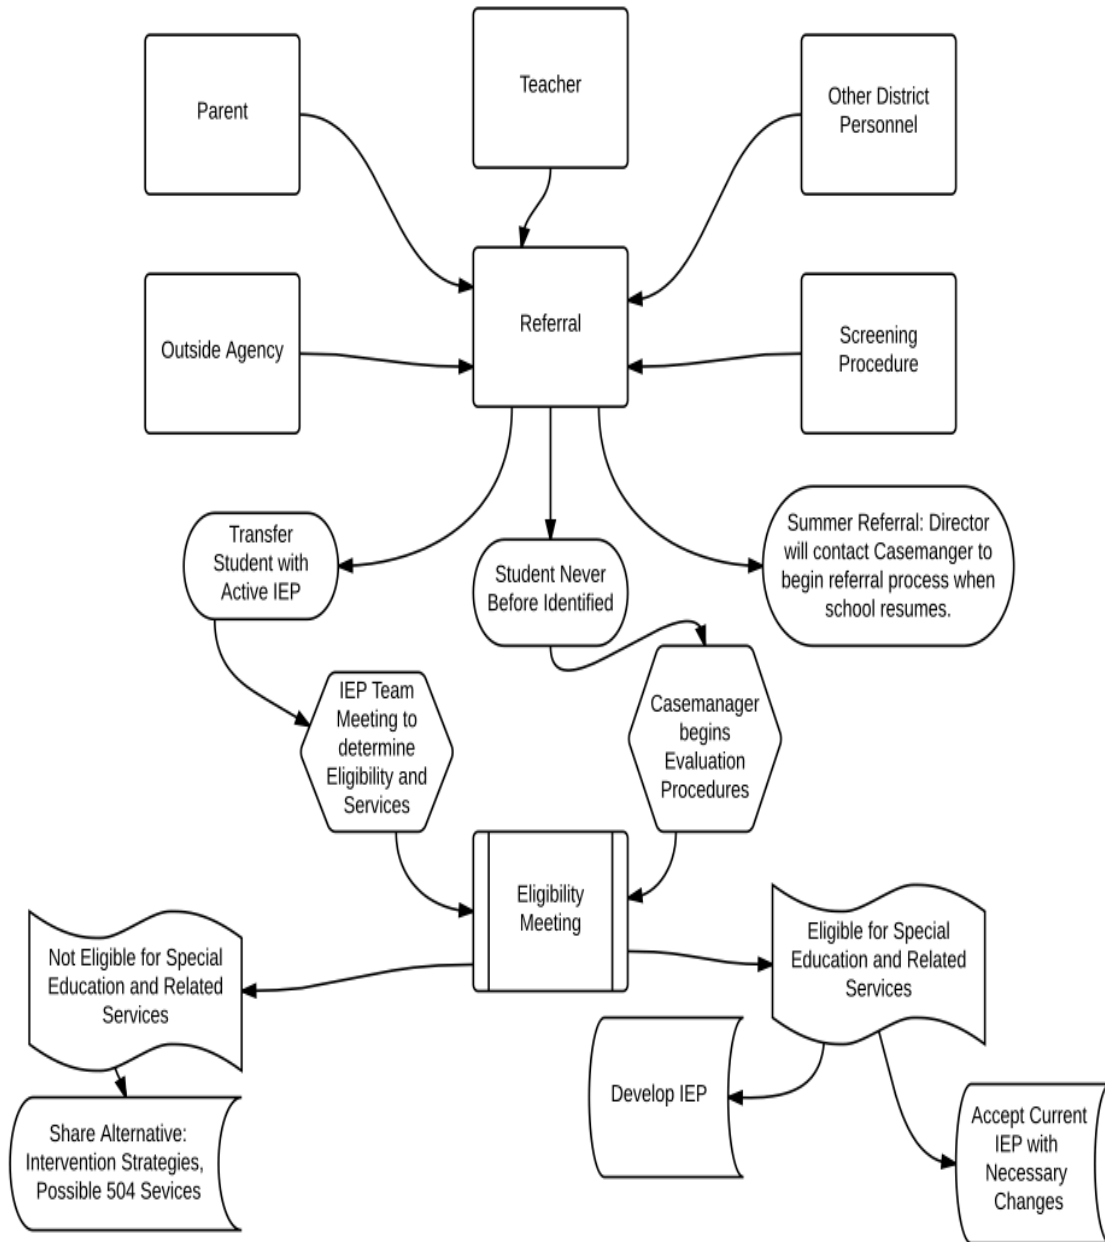 Parent
Teacher
Other District
Personnel
Outside Agency
Referral
Screening
Procedure
Transfer
Student with
Active IEP
Student Never
Before Identified
Summer Referral: Director
will contact Casemanger to
begin referral process when
school resumes.
IEP Team
Meeting to
determine
Eligibility and
Services
Casemanager
begins
Evaluation
Procedures
Eligibility
Meeting
Not Eligible for Special
Education and Related
Services
Eligible for Special
Education and Related
Services
Share Alternative:
Intervention Strategies,
Possible 504 Sevices
Develop IEP
Accept Current
IEP with
Necessary
Changes